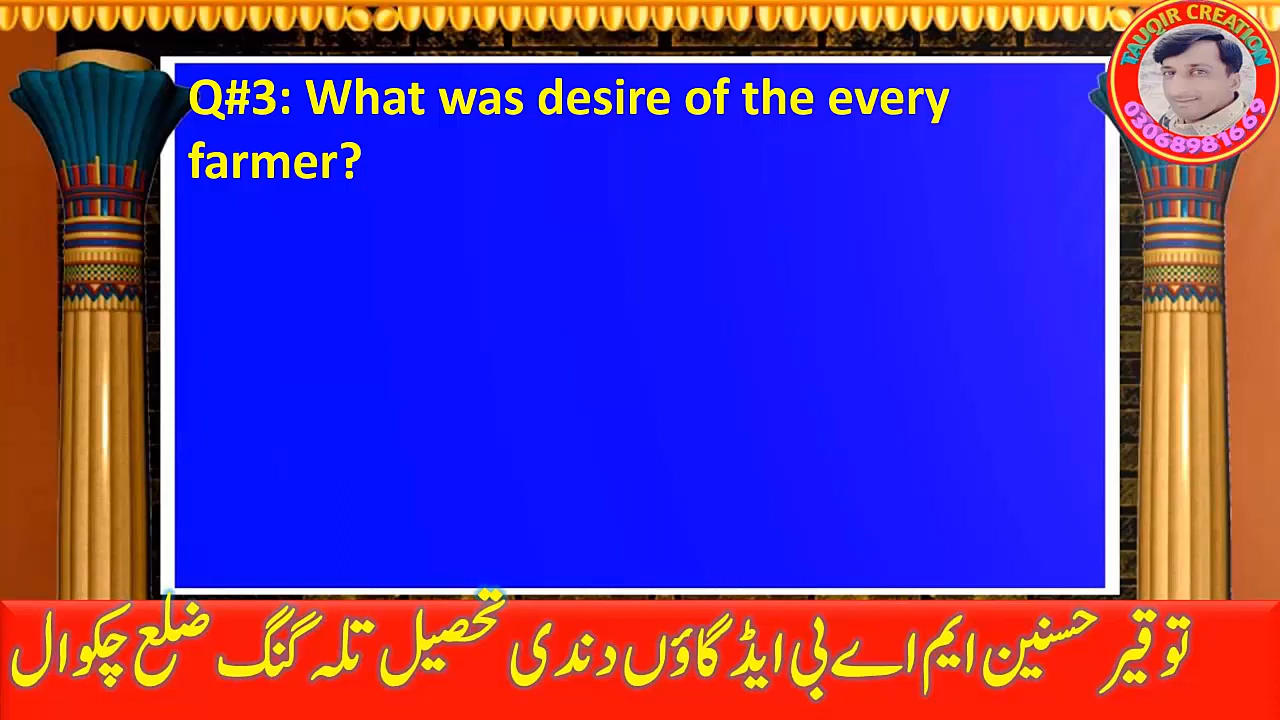 Q#3: What was desire of the every
farmer?
TAUQIR CREATION
03068981669
توقیر حسنین ایم اے بی ایڈ گاؤں دندی تحصیل تلہ گنگ ضلع چکوال